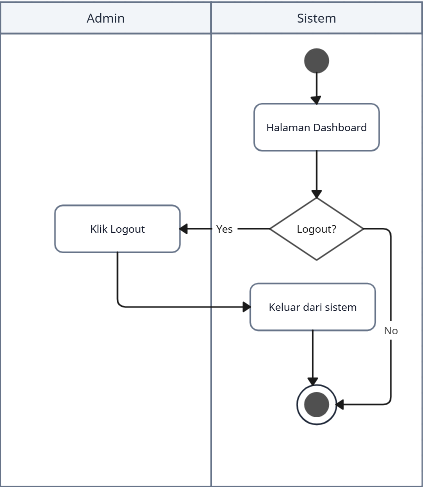 Admin
Sistem
Halaman Dashboard
Logout?
Yes
Klik Logout
Keluar dari sistem
No